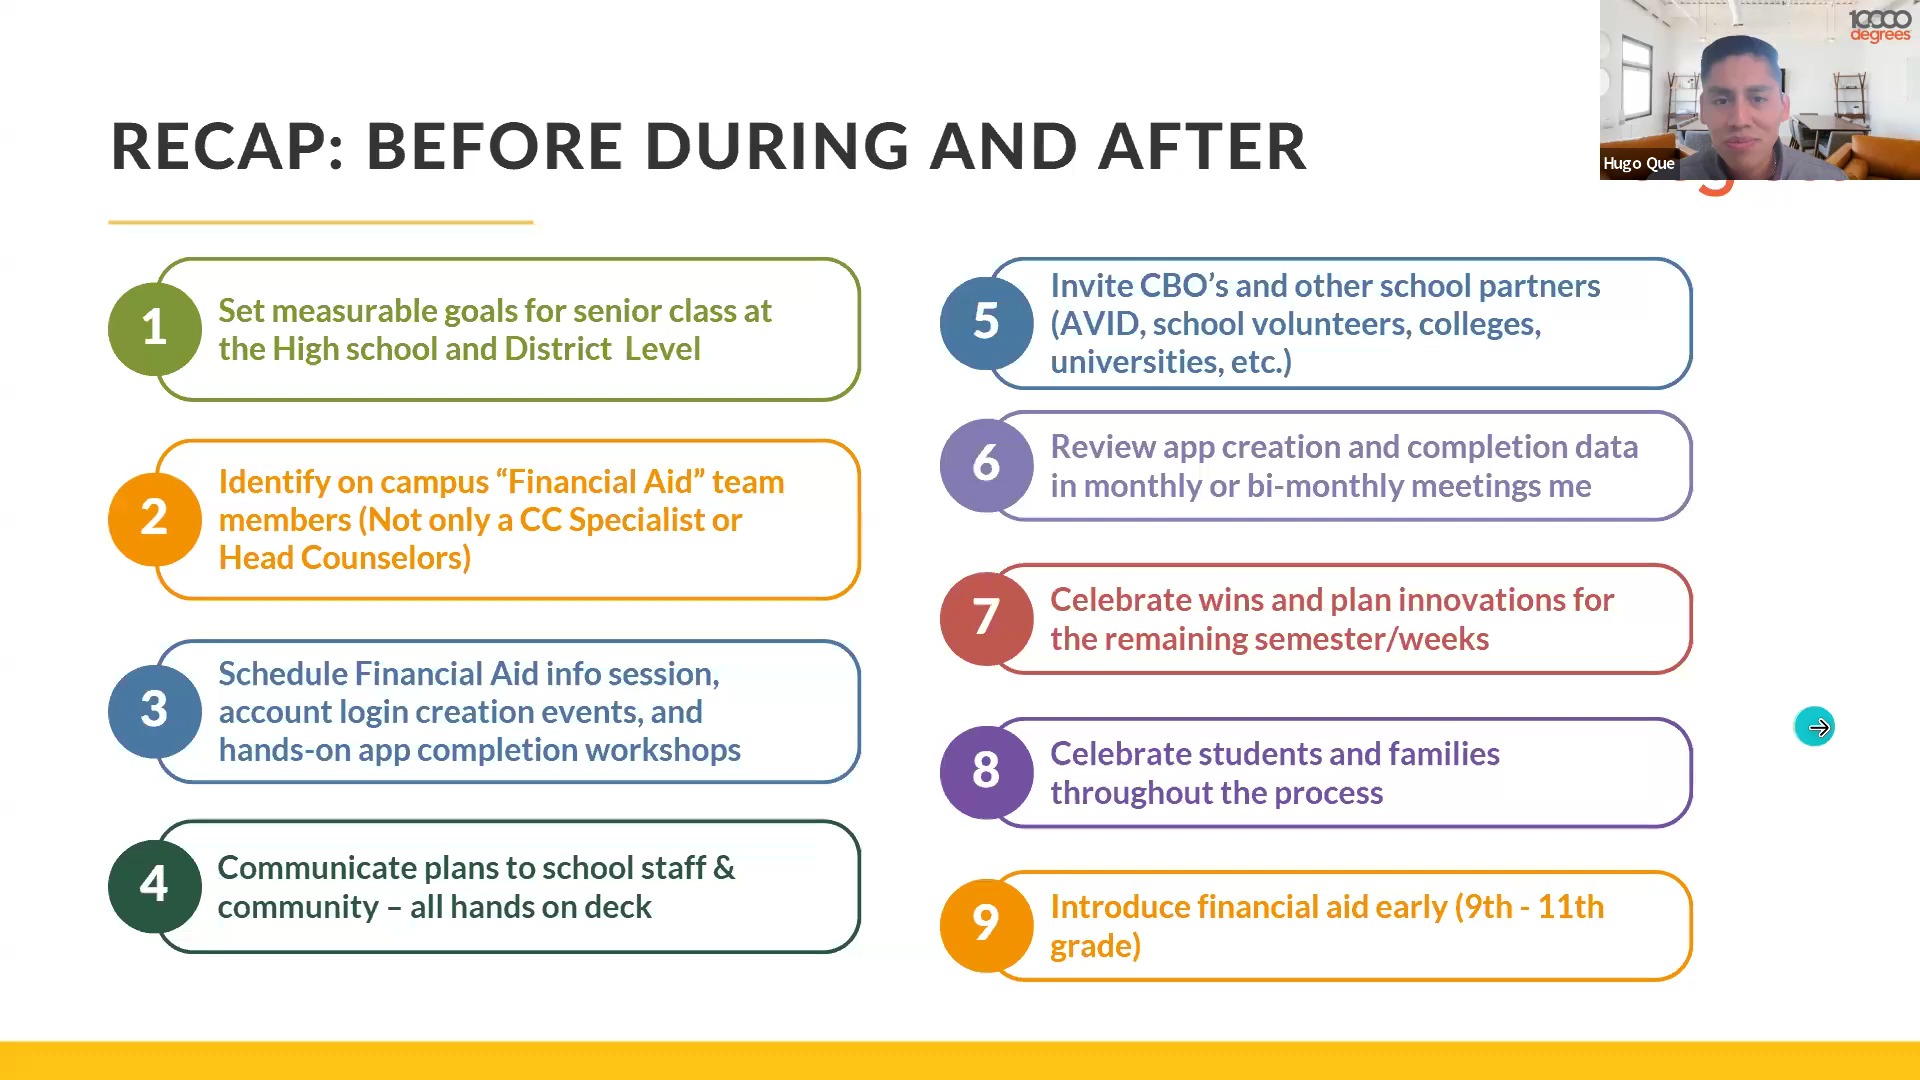 10000
degrees
Hugo Que
RECAP: BEFORE DURING AND AFTER
1
Set measurable goals for senior class at
the High school and District Level
2
Identify on campus “Financial Aid” team
members (Not only a CC Specialist or
Head Counselors)
3
Schedule Financial Aid info session,
account login creation events, and
hands-on app completion workshops
4
Communicate plans to school staff &
community – all hands on deck
5
Invite CBO’s and other school partners
(AVID, school volunteers, colleges,
universities, etc.)
6
Review app creation and completion data
in monthly or bi-monthly meetings me
7
Celebrate wins and plan innovations for
the remaining semester/weeks
8
Celebrate students and families
throughout the process
9
Introduce financial aid early (9th - 11th
grade)